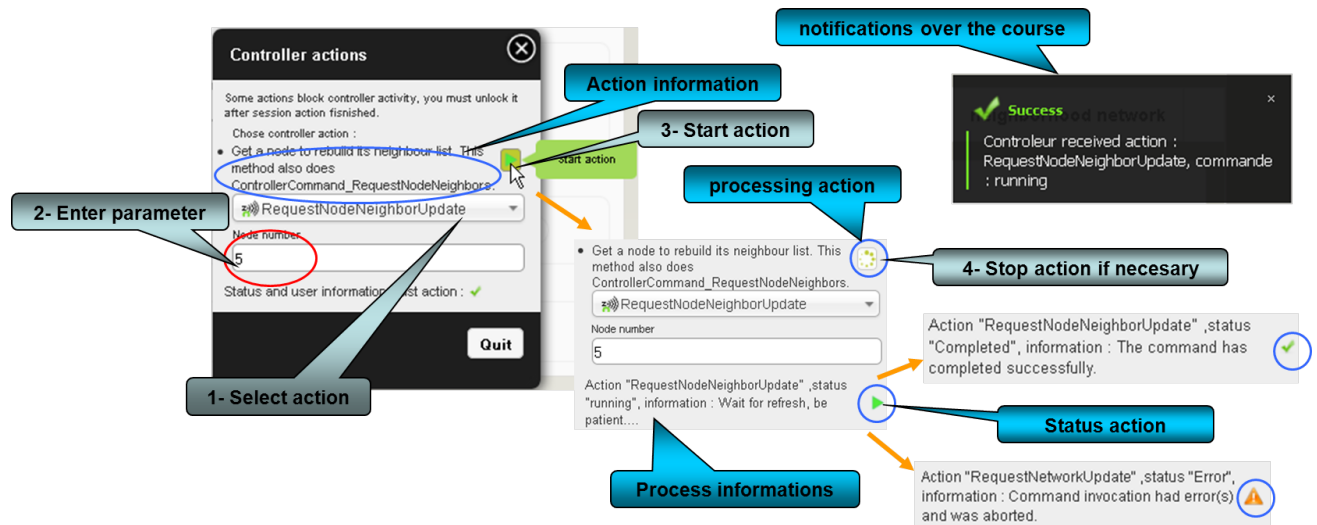 notifications over the course
Controller actions
Action information
Some actions block controller activity, you must unlock it
after session action fisnished.
Chose controller action :
Get a node to rebuild its neighbour list. This
method also does
ControllerCommand_RequestNodeNeighbors.
3- Start action
Start action
RequestNodeNeighborUpdate
2- Enter parameter
Node number
5
Status and user information last action :
Quit
1- Select action
Success
network
Controleur received action :
RequestNodeNeighborUpdate, commande
: running
processing action
Get a node to rebuild its neighbour list. This
method also does
ControllerCommand_RequestNodeNeighbors.
4- Stop action if necesary
RequestNodeNeighborUpdate
Node number
5
Action "RequestNodeNeighborUpdate" ,status
"running", information : Wait for refresh, be
patient....
Action "RequestNodeNeighborUpdate" ,status
"Completed", information : The command has
completed successfully.
Status action
Process informations
Action "RequestNetworkUpdate" ,status "Error",
information : Command invocation had error(s)
and was aborted.